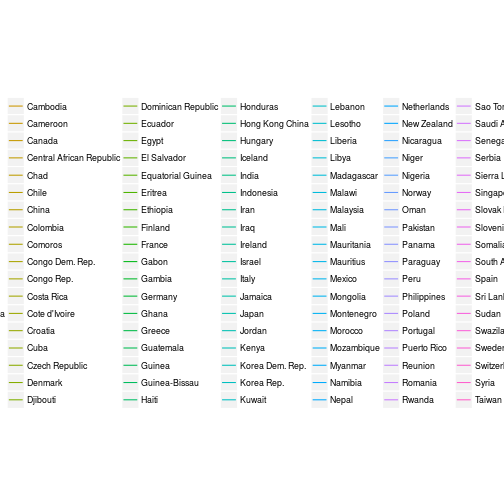 Cambodia
Cameroon
Canada
Central African Republic
Chad
Chile
China
Colombia
Comoros
Congo Dem. Rep.
Congo Rep.
Costa Rica
Cote d'Ivoire
Croatia
Cuba
Czech Republic
Denmark
Djibouti
Dominican Republic
Ecuador
Egypt
El Salvador
Equatorial Guinea
Eritrea
Ethiopia
Finland
France
Gabon
Gambia
Germany
Ghana
Greece
Guatemala
Guinea
Guinea-Bissau
Haiti
Honduras
Hong Kong China
Hungary
Iceland
India
Indonesia
Iran
Iraq
Ireland
Israel
Italy
Jamaica
Japan
Jordan
Kenya
Korea Dem. Rep.
Korea Rep.
Kuwait
Lebanon
Lesotho
Liberia
Libya
Madagascar
Malawi
Malaysia
Mali
Mauritania
Mauritius
Mexico
Mongolia
Montenegro
Morocco
Mozambique
Myanmar
Namibia
Nepal
Netherlands
New Zealand
Nicaragua
Niger
Nigeria
Norway
Oman
Pakistan
Panama
Paraguay
Peru
Philippines
Poland
Portugal
Puerto Rico
Reunion
Romania
Rwanda
Sao Tor
Saudi A
Senega
Serbia
Sierra L
Singapo
Slovak
Sloveni
Somalia
South A
Spain
Sri Lan
Sudan
Swazila
Sweden
Switzerl
Syria
Taiwan